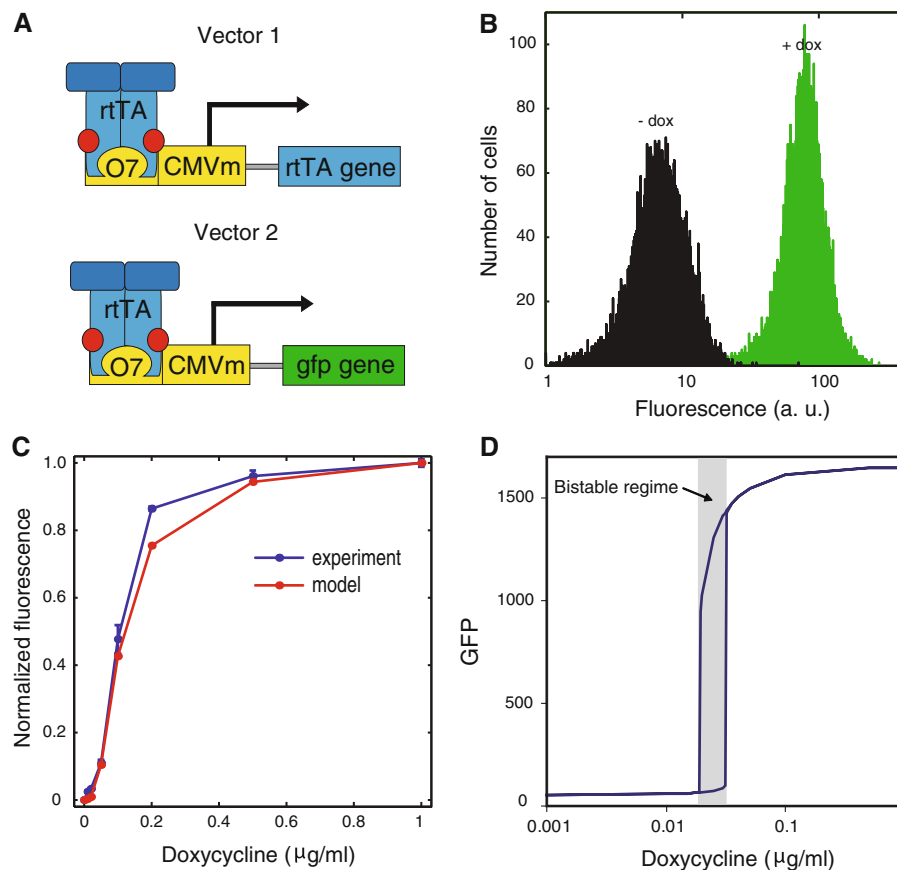 A
Vector 1
rtTA
O7
CMVm
rtTA gene
Vector 2
rtTA
O7
CMVm
gfp gene
B
100
80
60
40
20
0
Number of cells
- dox
+ dox
1
10
100
Fluorescence (a. u.)
C
1.0
0.8
0.6
0.4
0.2
0
Normalized fluorescence
experiment
model
0
0.2
0.4
0.6
0.8
1
Doxycycline (μg/ml)
D
1500
1000
500
0
GFP
Bistable regime
0.001
0.01
0.1
Doxycycline (μg/ml)